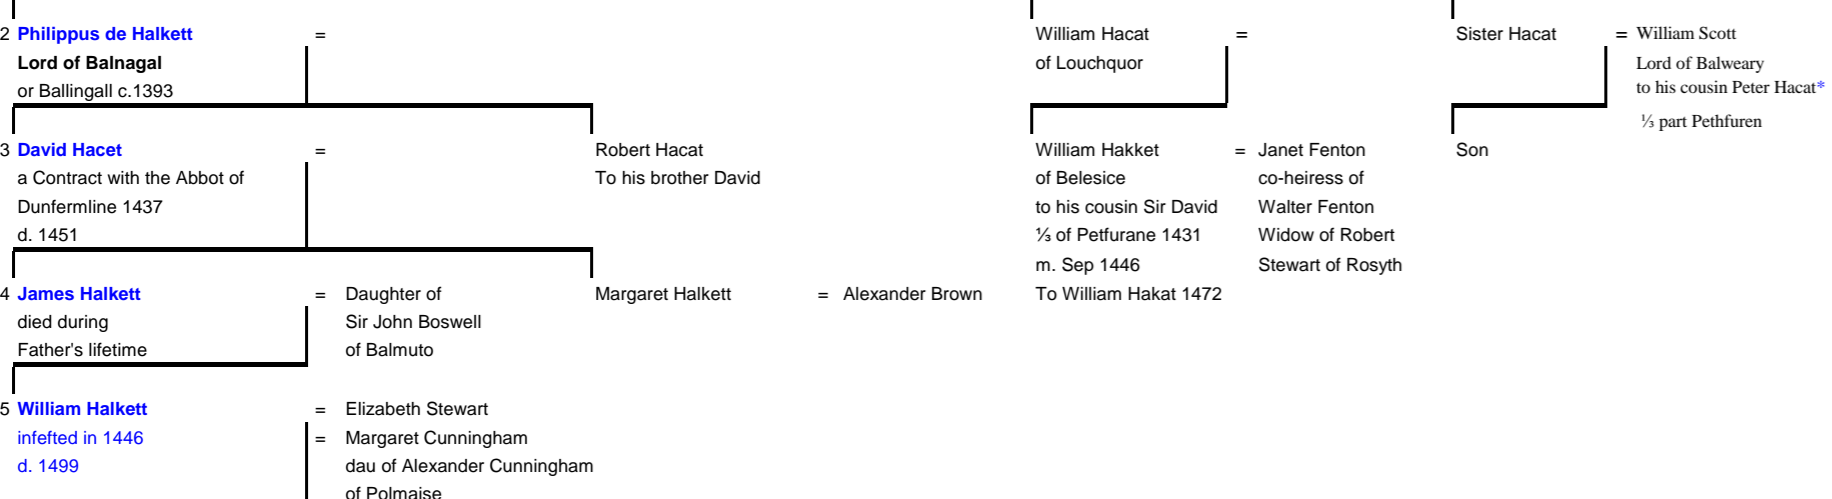 2 Philippus de Halkett = William Hacat = Sister Hacat = William Scott
Lord of Balnagal of Louchquor Lord of Balweary
or Ballingall c.1393 to his cousin Peter Hacat*
⅓ part Pethfuren
3 David Hacet = Robert Hacat William Hakket = Janet Fenton Son
a Contract with the Abbot of To his brother David of Belesice co-heiress of
Dunfermline 1437 to his cousin Sir David Walter Fenton
d. 1451 ⅓ of Petfurane 1431 Widow of Robert
m. Sep 1446 Stewart of Rosyth
4 James Halkett = Daughter of Margaret Halkett = Alexander Brown To William Hakat 1472
died during Sir John Boswell
Father's lifetime of Balmuto
5 William Halkett = Elizabeth Stewart
infefted in 1446 = Margaret Cunningham
d. 1499 dau of Alexander Cunningham
of Polmaise